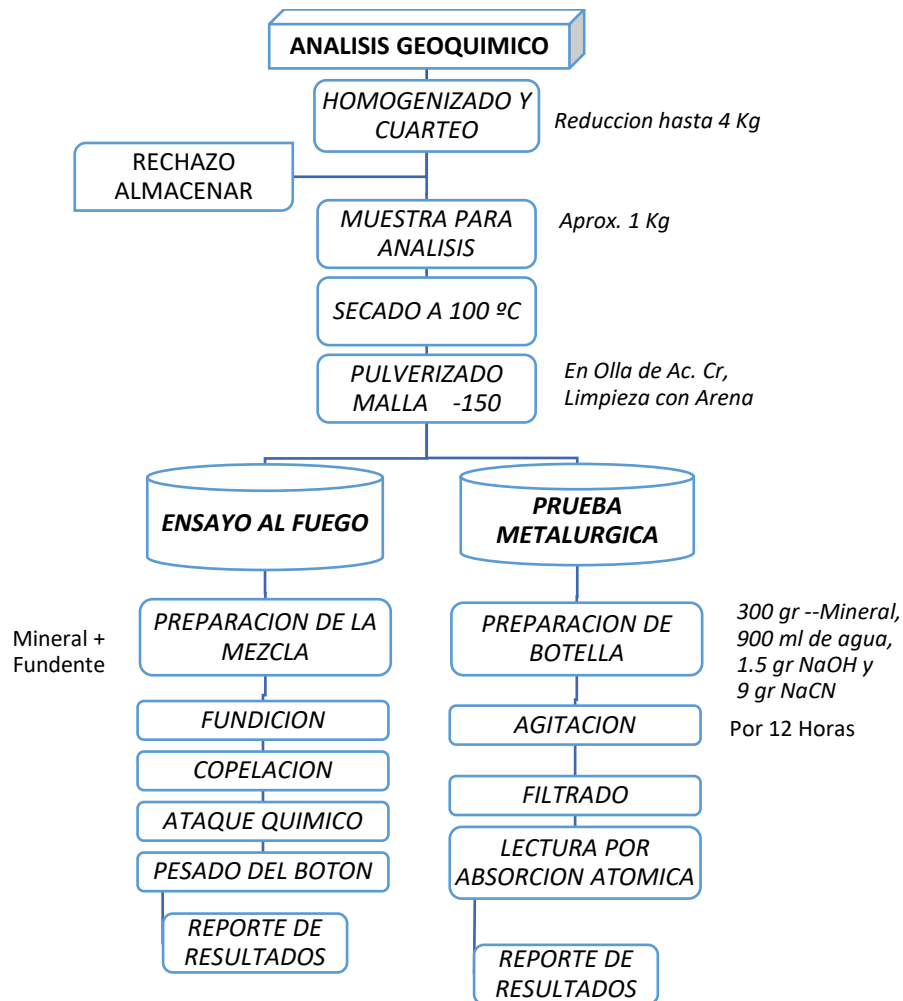 ANALISIS GEOQUIMICO
HOMOGENIZADO Y
CUARTEO
Reduccion hasta 4 Kg
RECHAZO
ALMACENAR
MUESTRA PARA
ANALISIS
Aprox. 1 Kg
SECADO A 100 ºC
PULVERIZADO
MALLA -150
En Olla de Ac. Cr,
Limpieza con Arena
ENSAYO AL FUEGO
PRUEBA
METALURGICA
Mineral +
Fundente
PREPARACION DE LA
MEZCLA
PREPARACION DE
BOTELLA
300 gr --Mineral,
900 ml de agua,
1.5 gr NaOH y
9 gr NaCN
FUNDICION
AGITACION
Por 12 Horas
COPELACION
FILTRADO
ATAQUE QUIMICO
PESADO DEL BOTON
LECTURA POR
ABSORCION ATOMICA
REPORTE DE
RESULTADOS
REPORTE DE
RESULTADOS